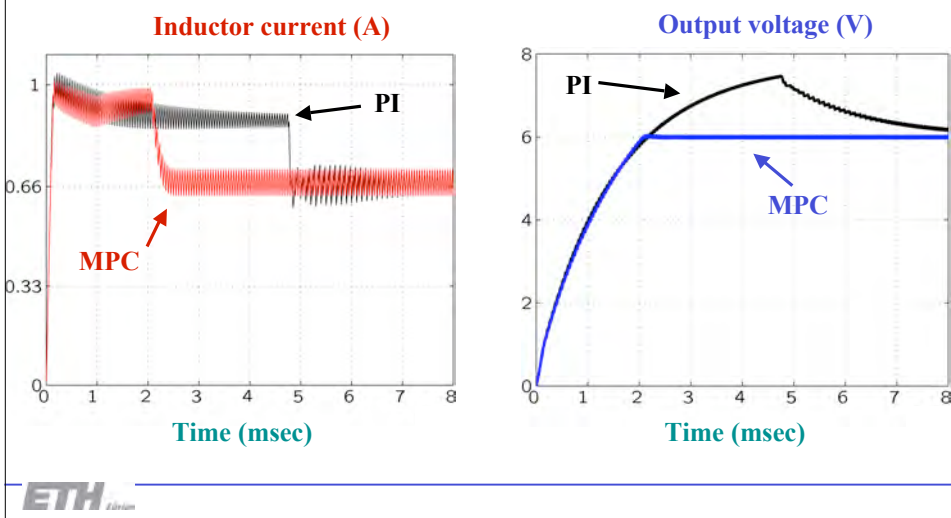 Inductor current (A)
1
0.66
0.33
0
PI
MPC
0 1 2 3 4 5 6 7 8
Time (msec)
Output voltage (V)
8
6
4
2
0
PI
MPC
0 1 2 3 4 5 6 7 8
Time (msec)
ETH Zürich